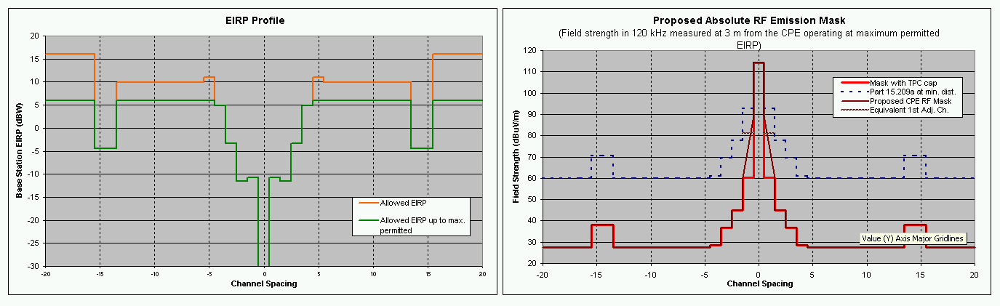 EIRP Profile
20
15
10
5
0
-5
-10
-15
-20
-25
-30
Base Station EIRP (dBW)
-20
-15
-10
-5
0
5
10
15
20
Channel Spacing
Allowed EIRP
Allowed EIRP up to max.
permitted
Proposed Absolute RF Emission Mask
(Field strength in 120 kHz measured at 3 m from the CPE operating at maximum permitted
EIRP)
120
110
100
90
80
70
60
50
40
30
20
Field Strength (dBuV/m)
-20
-15
-10
-5
0
5
10
15
20
Channel Spacing
Mask with TPC cap
Part 15.209a at min. dist.
Proposed CPE RF Mask
Equivalent 1st Adj. Ch.
Value (Y) Axis Major Gridlines